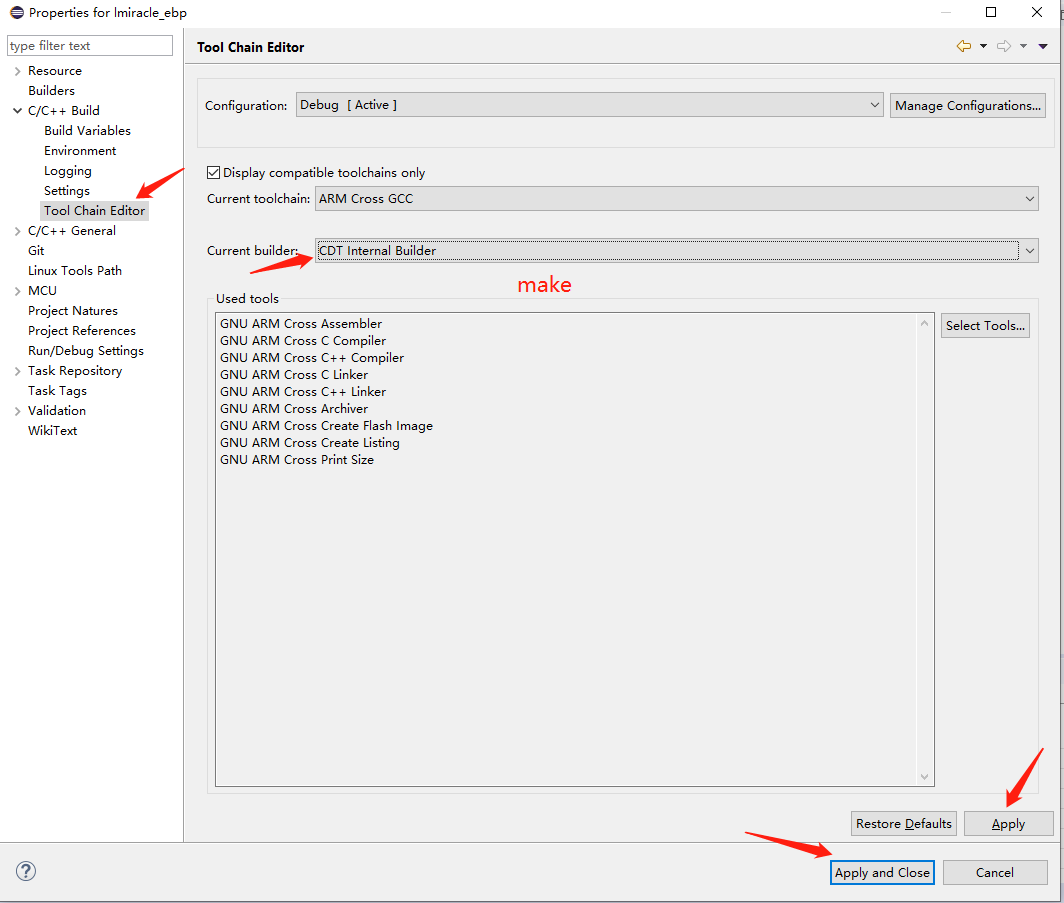 Properties for lmiracle_ebp
type filter text
Resource
Builders
C/C++ Build
Build Variables
Environment
Logging
Settings
Tool Chain Editor
C/C++ General
Git
Linux Tools Path
MCU
Project Natures
Project References
Run/Debug Settings
Task Repository
Task Tags
Validation
WikiText
Tool Chain Editor
Configuration: Debug [ Active ] Manage Configurations...
Display compatible toolchains only
Current toolchain: ARM Cross GCC
Current builder: CDT Internal Builder
make
Used tools
GNU ARM Cross Assembler
GNU ARM Cross C Compiler
GNU ARM Cross C++ Compiler
GNU ARM Cross C Linker
GNU ARM Cross C++ Linker
GNU ARM Cross Archiver
GNU ARM Cross Create Flash Image
GNU ARM Cross Create Listing
GNU ARM Cross Print Size
Select Tools...
Restore Defaults Apply
? Apply and Close Cancel